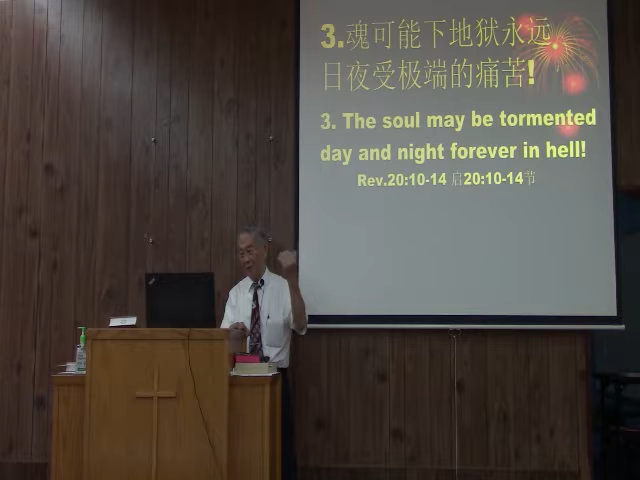 3.魂可能下地狱永远
日夜受极端的痛苦!
3. The soul may be tormented
day and night forever in hell!
Rev.20:10-14 启20:10-14节